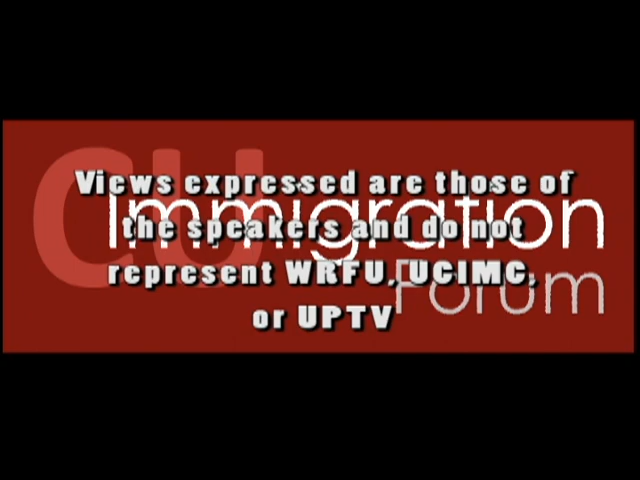 CU
Immigration
Forum
Views expressed are those of
the speakers and do not
represent WRFU, UCIMC,
or UPTV